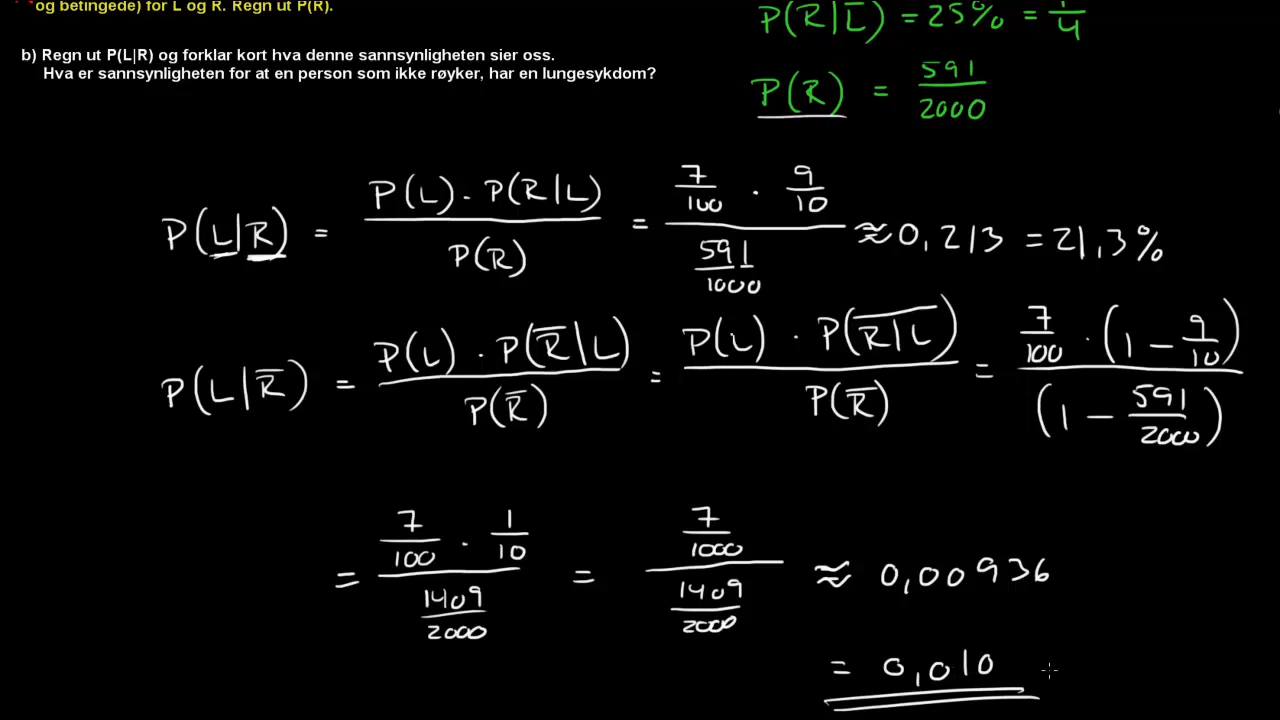 og betingede) for L og R. Regn ut P(R).
P(R|L̅) = 25% = 1/4
b) Regn ut P(L|R) og forklar kort hva denne sannsynligheten sier oss.
Hva er sannsynligheten for at en person som ikke røyker, har en lungesykdom?
P(R) = 591/2000
P(L|R) = (P(L) · P(R|L))/(P(R)) = (7/100 · 9/10)/(591/1000) ≈ 0,213 = 21,3%
P(L|R̅) = (P(L) · P(R̅|L))/(P(R̅)) = (P(L) · P(R̅|̅L̅))/(P(R̅)) = (7/100 · (1 − 9/10))/((1 − 591/2000))
= (7/100 · 1/10)/(1409/2000) = (7/1000)/(1409/2000) ≈ 0,00936
= 0,010